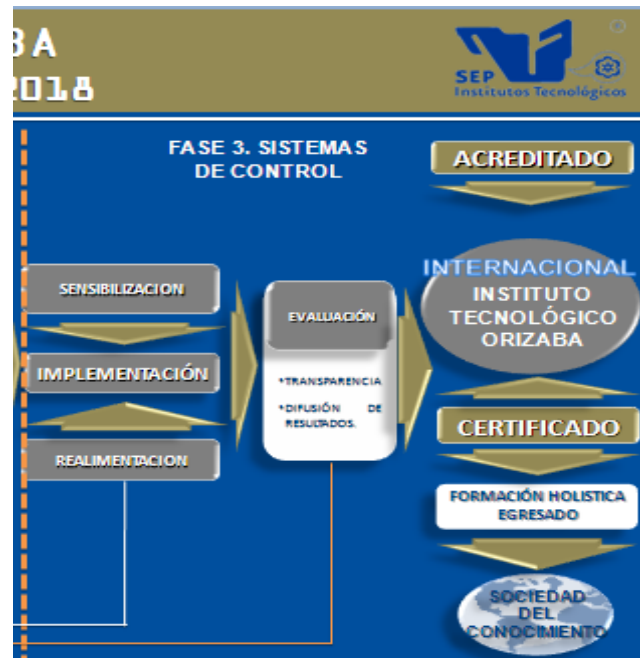 BA
2018
SEP
Institutos Tecnológicos
®
FASE 3. SISTEMAS
DE CONTROL
ACREDITADO
SENSIBILIZACION
IMPLEMENTACIÓN
REALIMENTACION
EVALUACIÓN
*TRANSPARENCIA
*DIFUSIÓN DE
RESULTADOS.
INTERNACIONAL
INSTITUTO
TECNOLÓGICO
ORIZABA
CERTIFICADO
FORMACIÓN HOLISTICA
EGRESADO
SOCIEDAD
DEL
CONOCIMIENTO